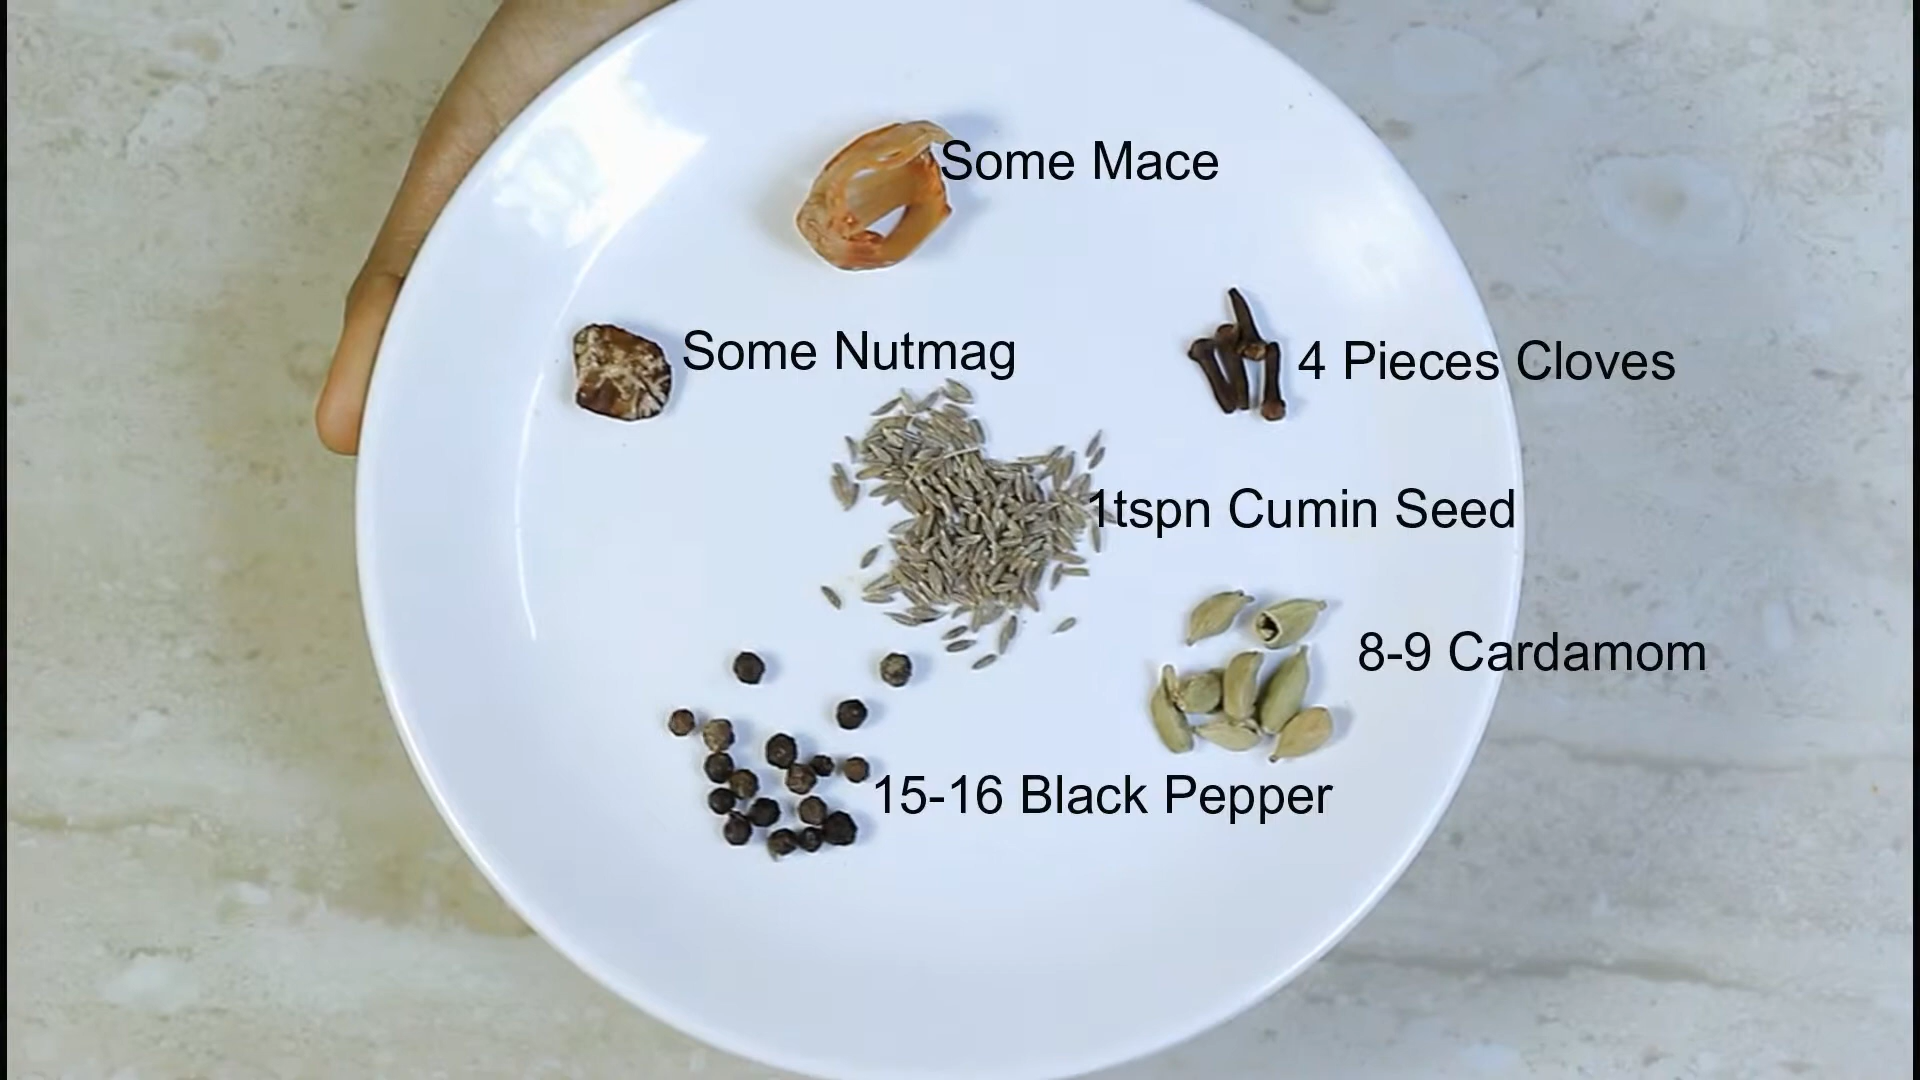 Some Mace
Some Nutmag
4 Pieces Cloves
1tspn Cumin Seed
8-9 Cardamom
15-16 Black Pepper